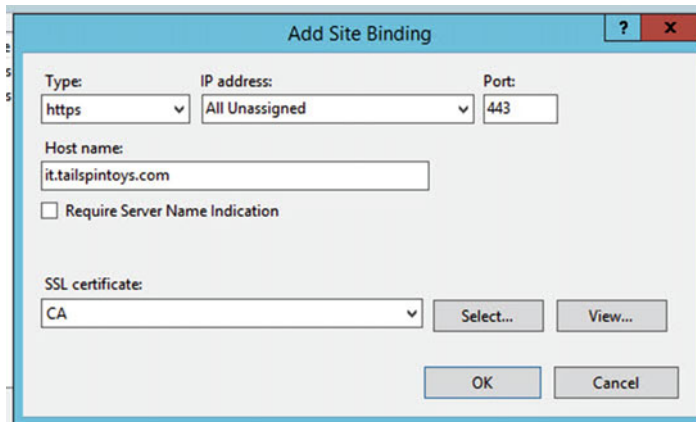 Add Site Binding
? x
Type: IP address: Port:
https All Unassigned 443
Host name:
it.tailspintoys.com
Require Server Name Indication
SSL certificate:
CA Select... View...
OK Cancel